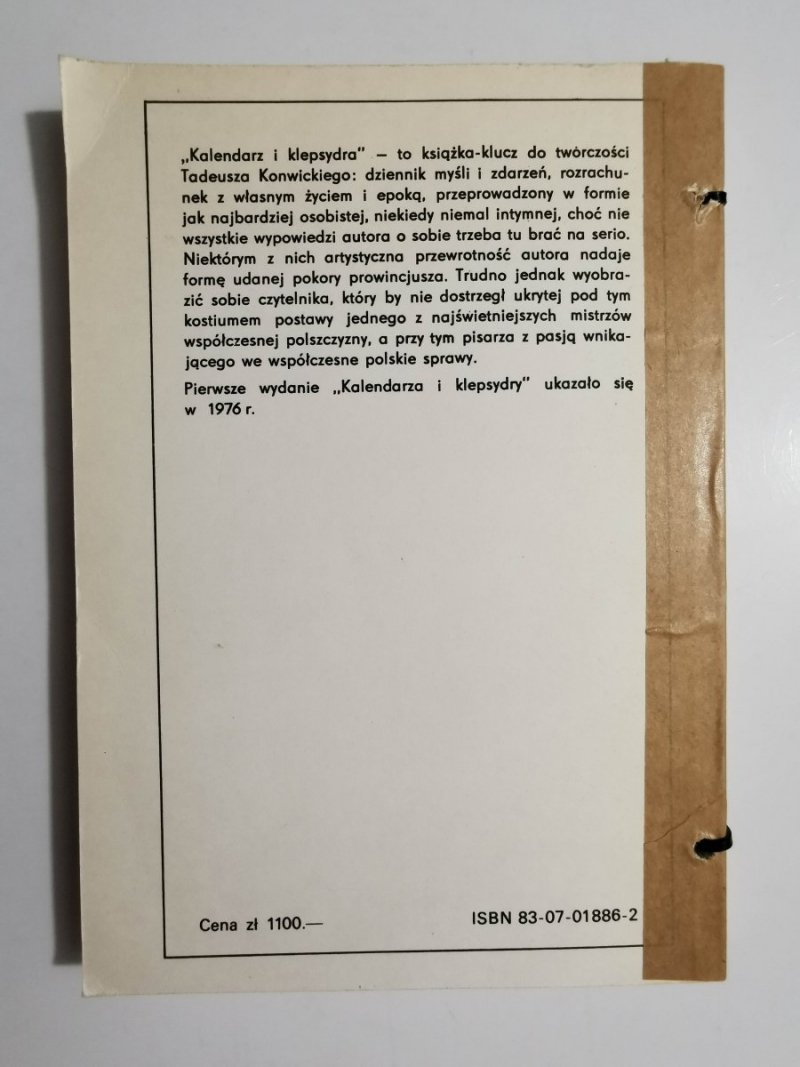 „Kalendarz i klepsydra” – to książka-klucz do twórczości
Tadeusza Konwickiego: dziennik myśli i zdarzeń, rozrachu-
nek z własnym życiem i epoką, przeprowadzony w formie
jak najbardziej osobistej, niekiedy niemal intymnej, choć nie
wszystkie wypowiedzi autora o sobie trzeba tu brać na serio.
Niektórym z nich artystyczna przewrotność autora nadaje
formę udanej pokory prowincjusza. Trudno jednak wyobra-
zić sobie czytelnika, który by nie dostrzegł ukrytej pod tym
kostiumem postawy jednego z najświetniejszych mistrzów
współczesnej polszczyzny, a przy tym pisarza z pasją wnika-
jącego we współczesne polskie sprawy.
Pierwsze wydanie „Kalendarza i klepsydry” ukazało się
w 1976 r.
Cena zł 1100.—
ISBN 83-07-01886-2